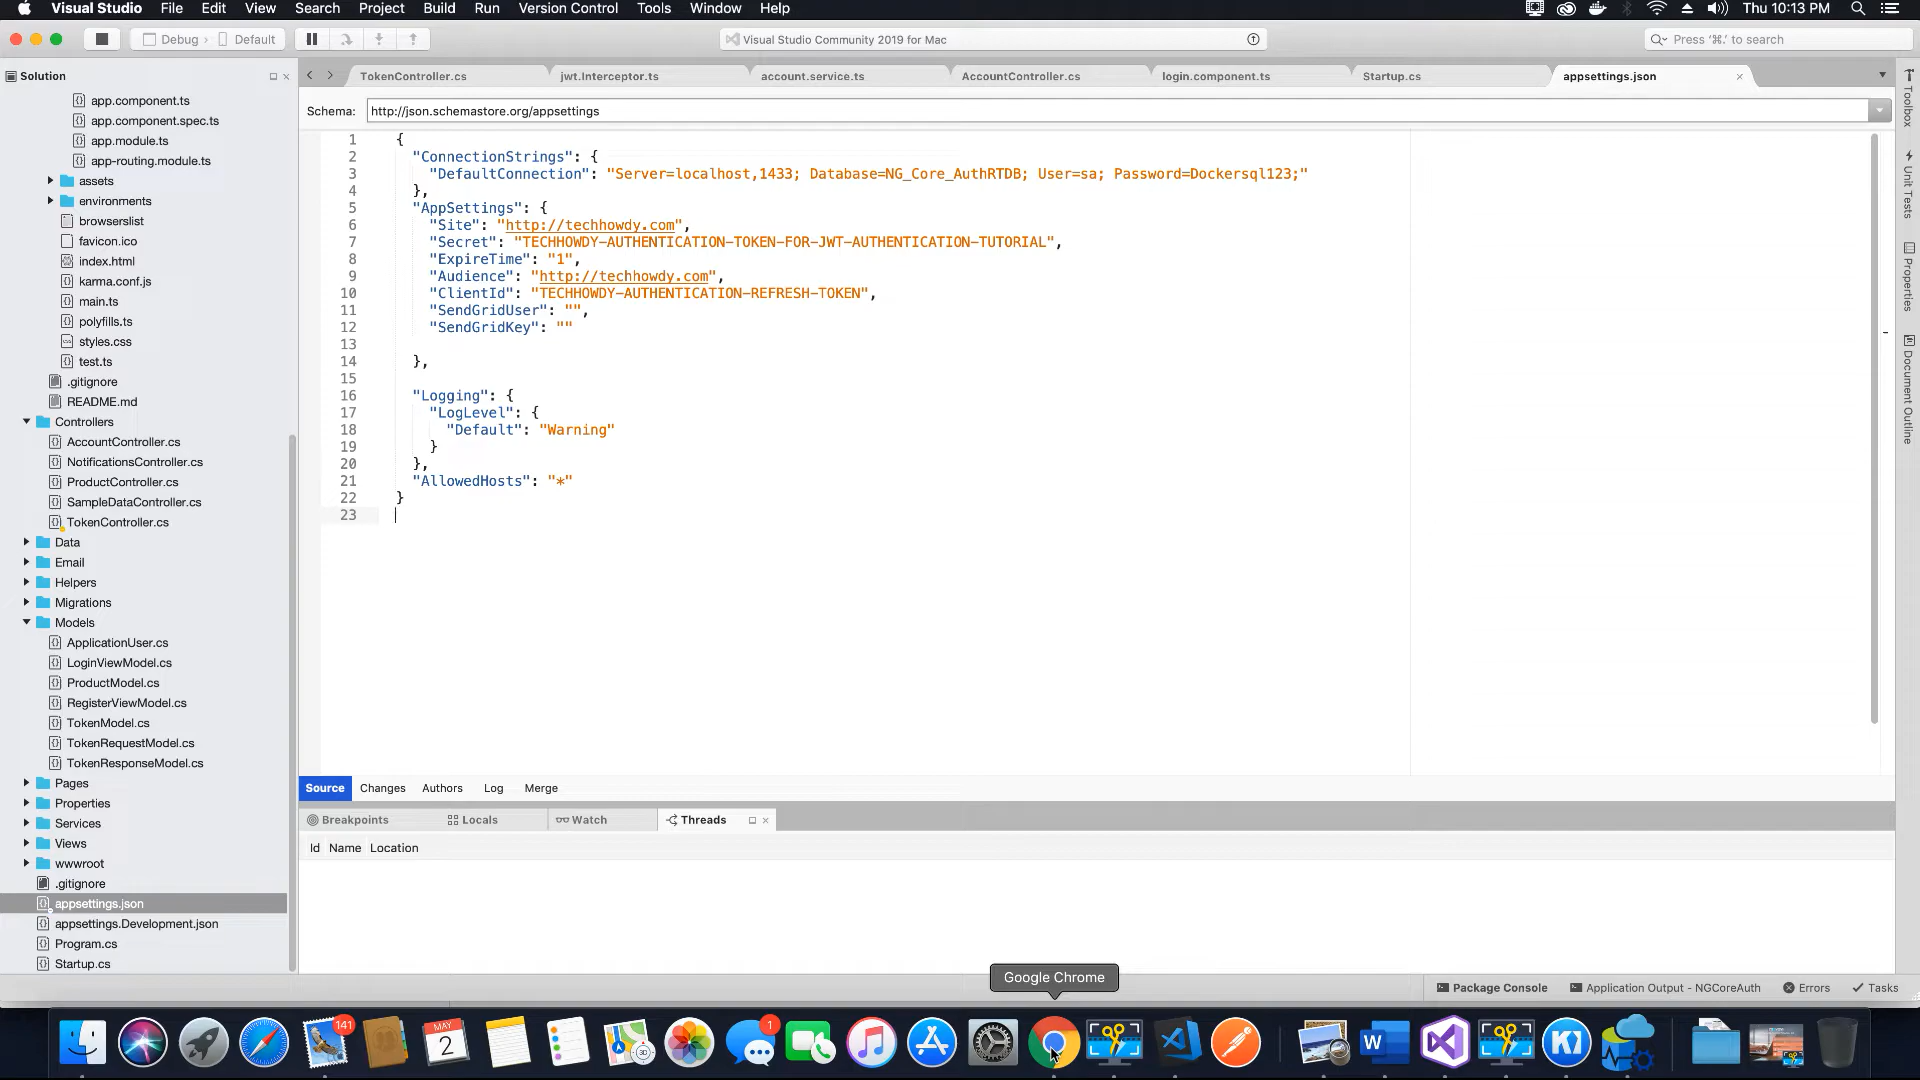 Visual Studio File Edit View Search Project Build Run Version Control Tools Window Help Thu 10:13 PM
Debug Default Visual Studio Community 2019 for Mac Press '⌘.' to search
Solution
TokenController.cs jwt.Interceptor.ts account.service.ts AccountController.cs login.component.ts Startup.cs appsettings.json
Schema: http://json.schemastore.org/appsettings
app.component.ts
app.component.spec.ts
app.module.ts
app-routing.module.ts
assets
environments
browserslist
favicon.ico
index.html
karma.conf.js
main.ts
polyfills.ts
styles.css
test.ts
.gitignore
README.md
Controllers
AccountController.cs
NotificationsController.cs
ProductController.cs
SampleDataController.cs
TokenController.cs
Data
Email
Helpers
Migrations
Models
ApplicationUser.cs
LoginViewModel.cs
ProductModel.cs
RegisterViewModel.cs
TokenModel.cs
TokenRequestModel.cs
TokenResponseModel.cs
Pages
Properties
Services
Views
wwwroot
.gitignore
appsettings.json
appsettings.Development.json
Program.cs
Startup.cs
1 {
2 "ConnectionStrings": {
3 "DefaultConnection": "Server=localhost,1433; Database=NG_Core_AuthRTDB; User=sa; Password=Dockersql123;"
4 },
5 "AppSettings": {
6 "Site": "http://techhowdy.com",
7 "Secret": "TECHHOWDY-AUTHENTICATION-TOKEN-FOR-JWT-AUTHENTICATION-TUTORIAL",
8 "ExpireTime": "1",
9 "Audience": "http://techhowdy.com",
10 "ClientId": "TECHHOWDY-AUTHENTICATION-REFRESH-TOKEN",
11 "SendGridUser": "",
12 "SendGridKey": ""
13
14 },
15
16 "Logging": {
17 "LogLevel": {
18 "Default": "Warning"
19 }
20 },
21 "AllowedHosts": "*"
22 }
23
Toolbox
Unit Tests
Properties
Document Outline
Source Changes Authors Log Merge
Breakpoints Locals Watch Threads
Id Name Location
Google Chrome
Package Console Application Output - NGCoreAuth Errors Tasks
141
MAY
2
3D
1
W
K